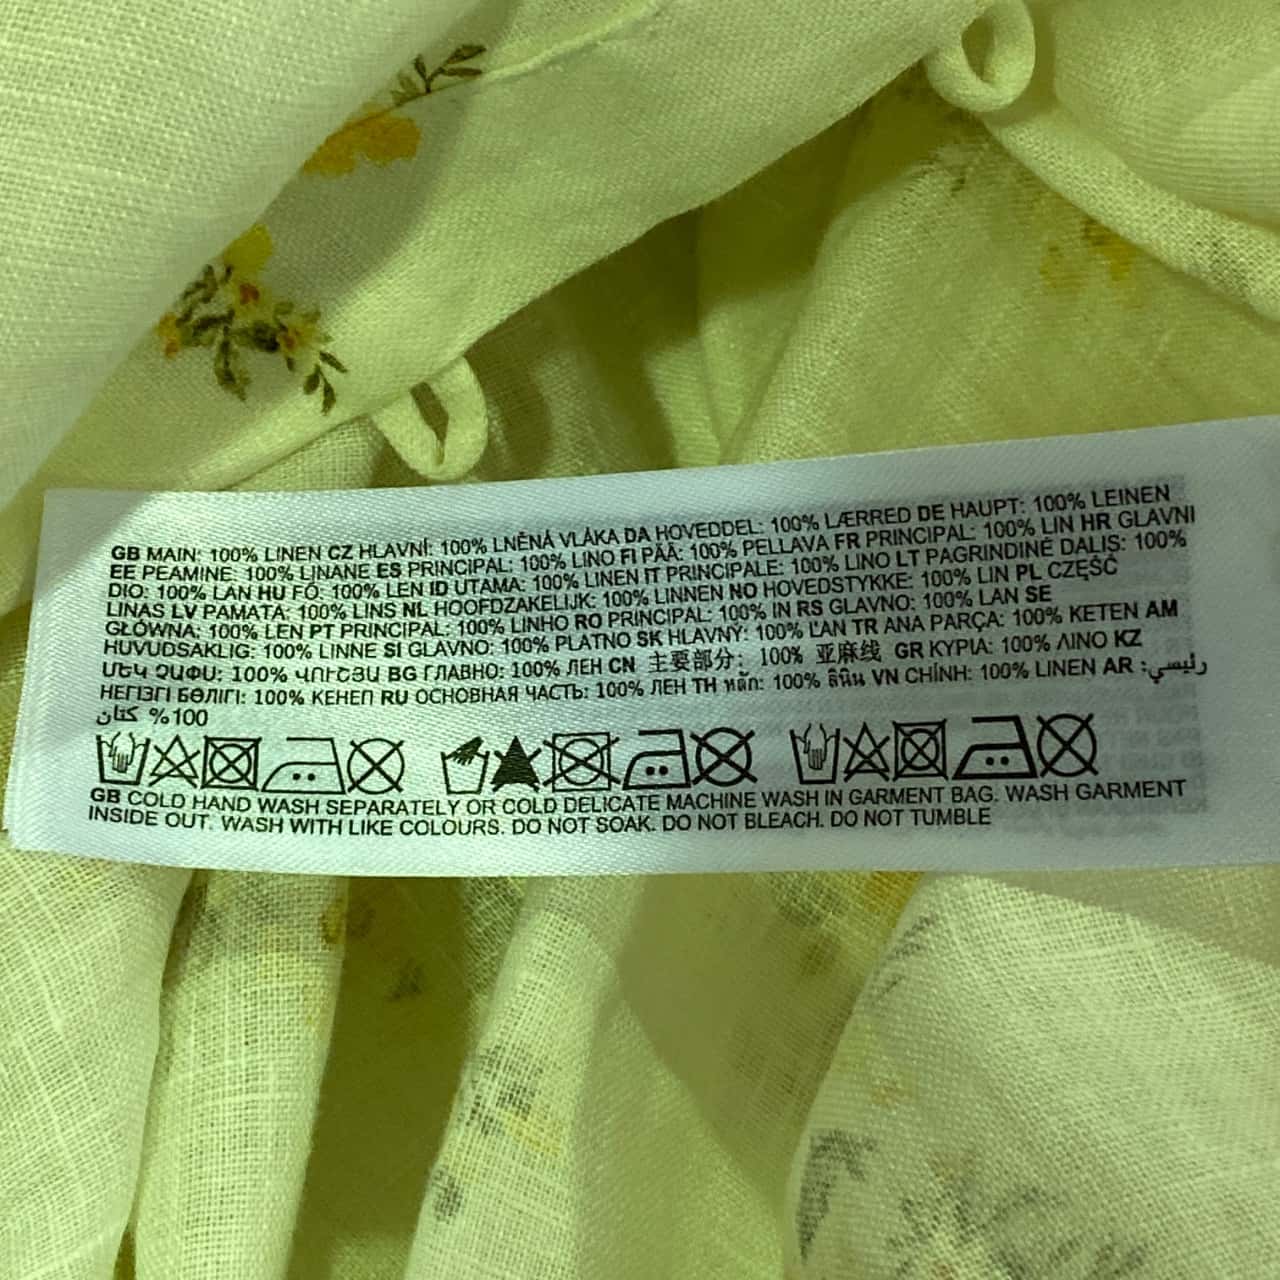 GB MAIN: 100% LINEN CZ HLAVNÍ: 100% LNĚNÁ VLÁKA DA HOVEDDEL: 100% LÆRRED DE HAUPT: 100% LEINEN
EE PEAMINE: 100% LINANE ES PRINCIPAL: 100% LINO FI PÄÄ: 100% PELLAVA FR PRINCIPAL: 100% LIN HR GLAVNI
DIO: 100% LAN HU FŐ: 100% LEN ID UTAMA: 100% LINEN IT PRINCIPALE: 100% LINO LT PAGRINDINĖ DALIS: 100%
LINAS LV PAMATA: 100% LINS NL HOOFDZAKELIJK: 100% LINNEN NO HOVEDSTYKKE: 100% LIN PL CZĘŚĆ
GŁÓWNA: 100% LEN PT PRINCIPAL: 100% LINHO RO PRINCIPAL: 100% IN RS GLAVNO: 100% LAN SE
HUVUDSAKLIG: 100% LINNE SI GLAVNO: 100% PLATNO SK HLAVNÝ: 100% ĽAN TR ANA PARÇA: 100% KETEN AM
ՄԵԿ ՉԱՓՍ: 100% ՎՈՒՇՅԱ BG ГЛАВНО: 100% ЛЕН CN 主要部分: 100% 亚麻线 GR ΚΥΡΙΑ: 100% ΛΙΝΟ KZ
НЕГІЗГІ БӨЛІГІ: 100% КЕНЕП RU ОСНОВНАЯ ЧАСТЬ: 100% ЛЕН TH หลัก: 100% ลินิน VN CHÍNH: 100% LINEN AR رئيسي:
100% كتان
GB COLD HAND WASH SEPARATELY OR COLD DELICATE MACHINE WASH IN GARMENT BAG. WASH GARMENT
INSIDE OUT. WASH WITH LIKE COLOURS. DO NOT SOAK. DO NOT BLEACH. DO NOT TUMBLE